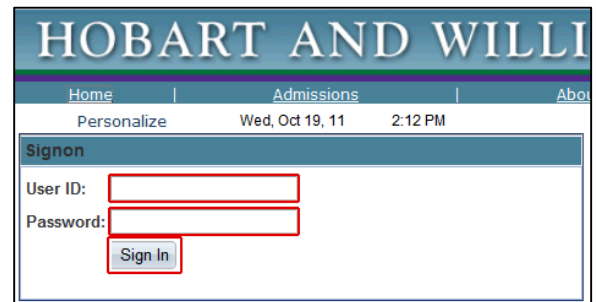 HOBART AND WILLI
Home | Admissions | Abou
Personalize Wed, Oct 19, 11 2:12 PM
Signon
User ID:
Password:
Sign In